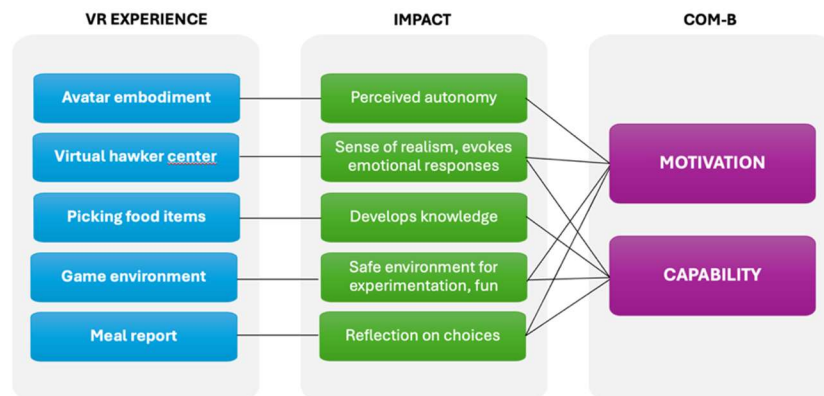 VR EXPERIENCE
IMPACT
COM-B
Avatar embodiment
Perceived autonomy
Virtual hawker center
Sense of realism, evokes
emotional responses
MOTIVATION
Picking food items
Develops knowledge
Game environment
Safe environment for
experimentation, fun
CAPABILITY
Meal report
Reflection on choices